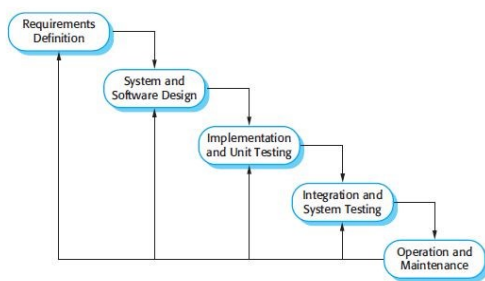 Requirements
Definition
System and
Software Design
Implementation
and Unit Testing
Integration and
System Testing
Operation and
Maintenance